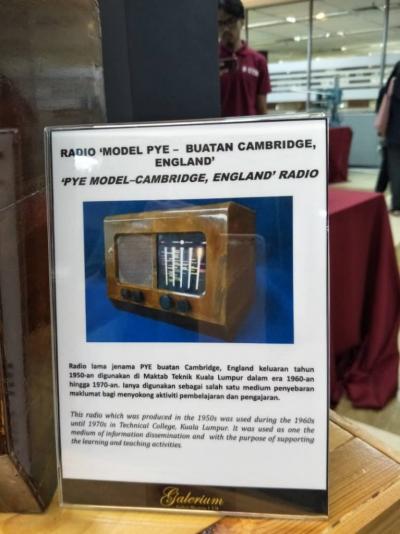 RADIO 'MODEL PYE – BUATAN CAMBRIDGE,
ENGLAND'
'PYE MODEL–CAMBRIDGE, ENGLAND' RADIO
Radio lama jenama PYE buatan Cambridge, England keluaran tahun
1950-an digunakan di Maktab Teknik Kuala Lumpur dalam era 1960-an
hingga 1970-an. Ianya digunakan sebagai salah satu medium penyebaran
maklumat bagi menyokong aktiviti pembelajaran dan pengajaran.
This radio which was produced in the 1950s was used during the 1960s
until 1970s in Technical College, Kuala Lumpur. It was used as one the
medium of information dissemination and with the purpose of supporting
the learning and teaching activities.
Galerium